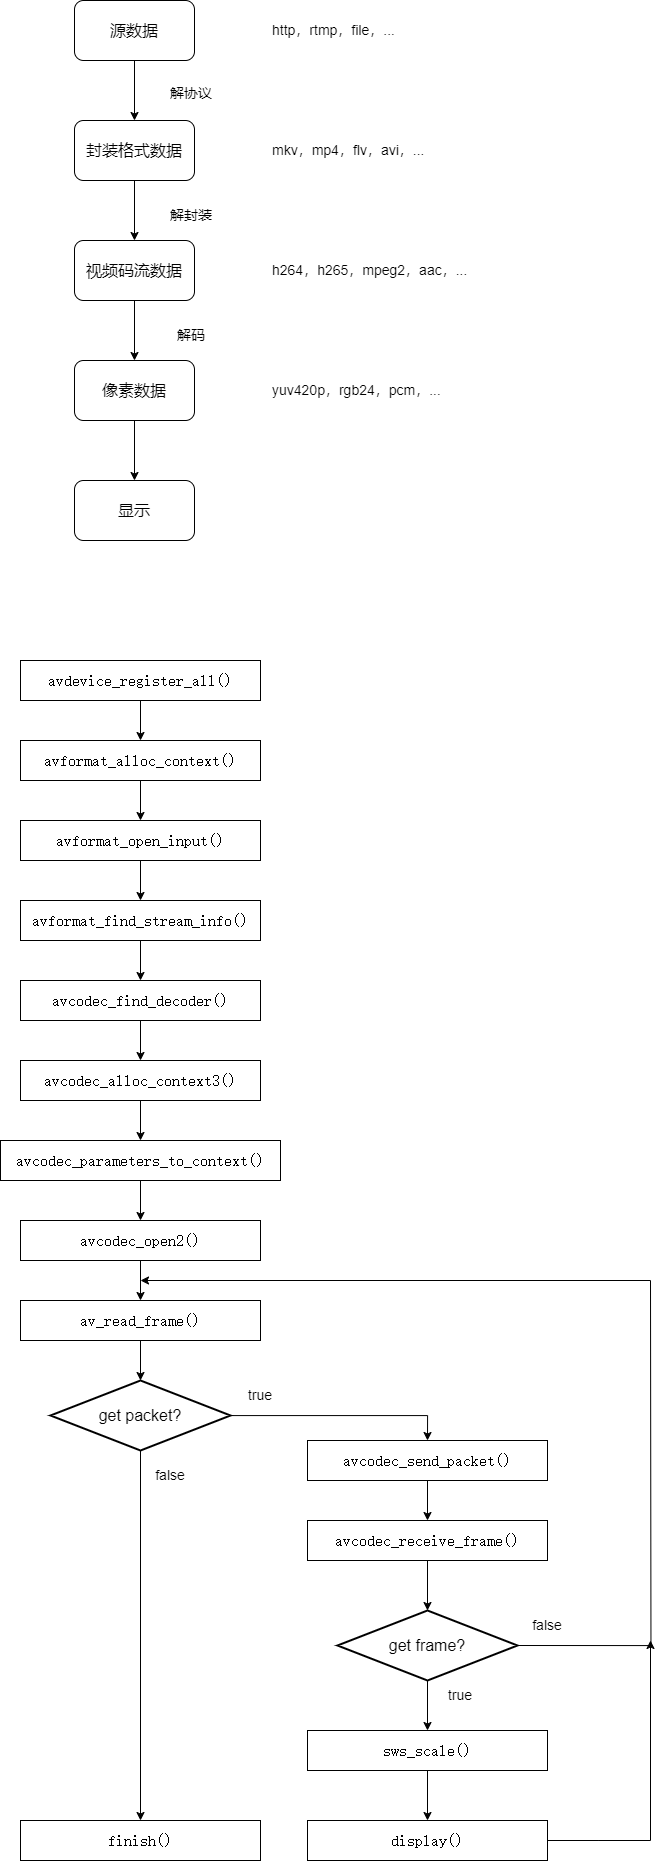 源数据
http，rtmp，file，...
解协议
封装格式数据
mkv，mp4，flv，avi，...
解封装
视频码流数据
h264，h265，mpeg2，aac，...
解码
像素数据
yuv420p，rgb24，pcm，...
显示
avdevice_register_all()
avformat_alloc_context()
avformat_open_input()
avformat_find_stream_info()
avcodec_find_decoder()
avcodec_alloc_context3()
avcodec_parameters_to_context()
avcodec_open2()
av_read_frame()
get packet?
true
false
avcodec_send_packet()
avcodec_receive_frame()
get frame?
false
true
sws_scale()
finish()
display()